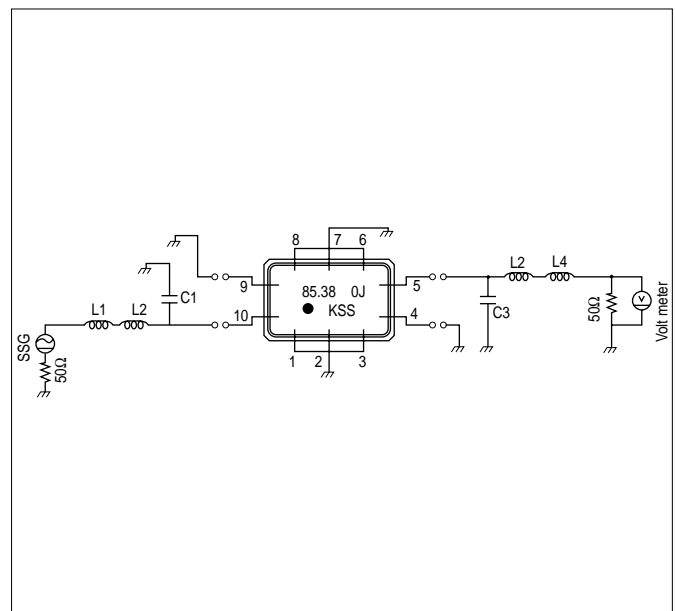 8 7 6
9
5
L2 L4
C1
85.38 0J
L1 L2
C3
10
KSS
4
50Ω
Volt meter
SSG
50Ω
1 2 3
V